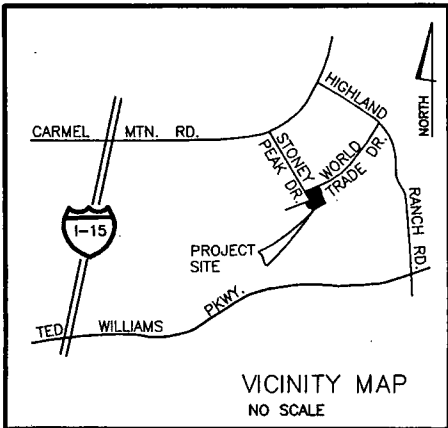 NORTH
HIGHLAND
CARMEL MTN. RD.
STONEY
PEAK DR.
WORLD
TRADE DR.
RANCH RD.
I-15
PROJECT
SITE
TED WILLIAMS PKWY.
VICINITY MAP
NO SCALE